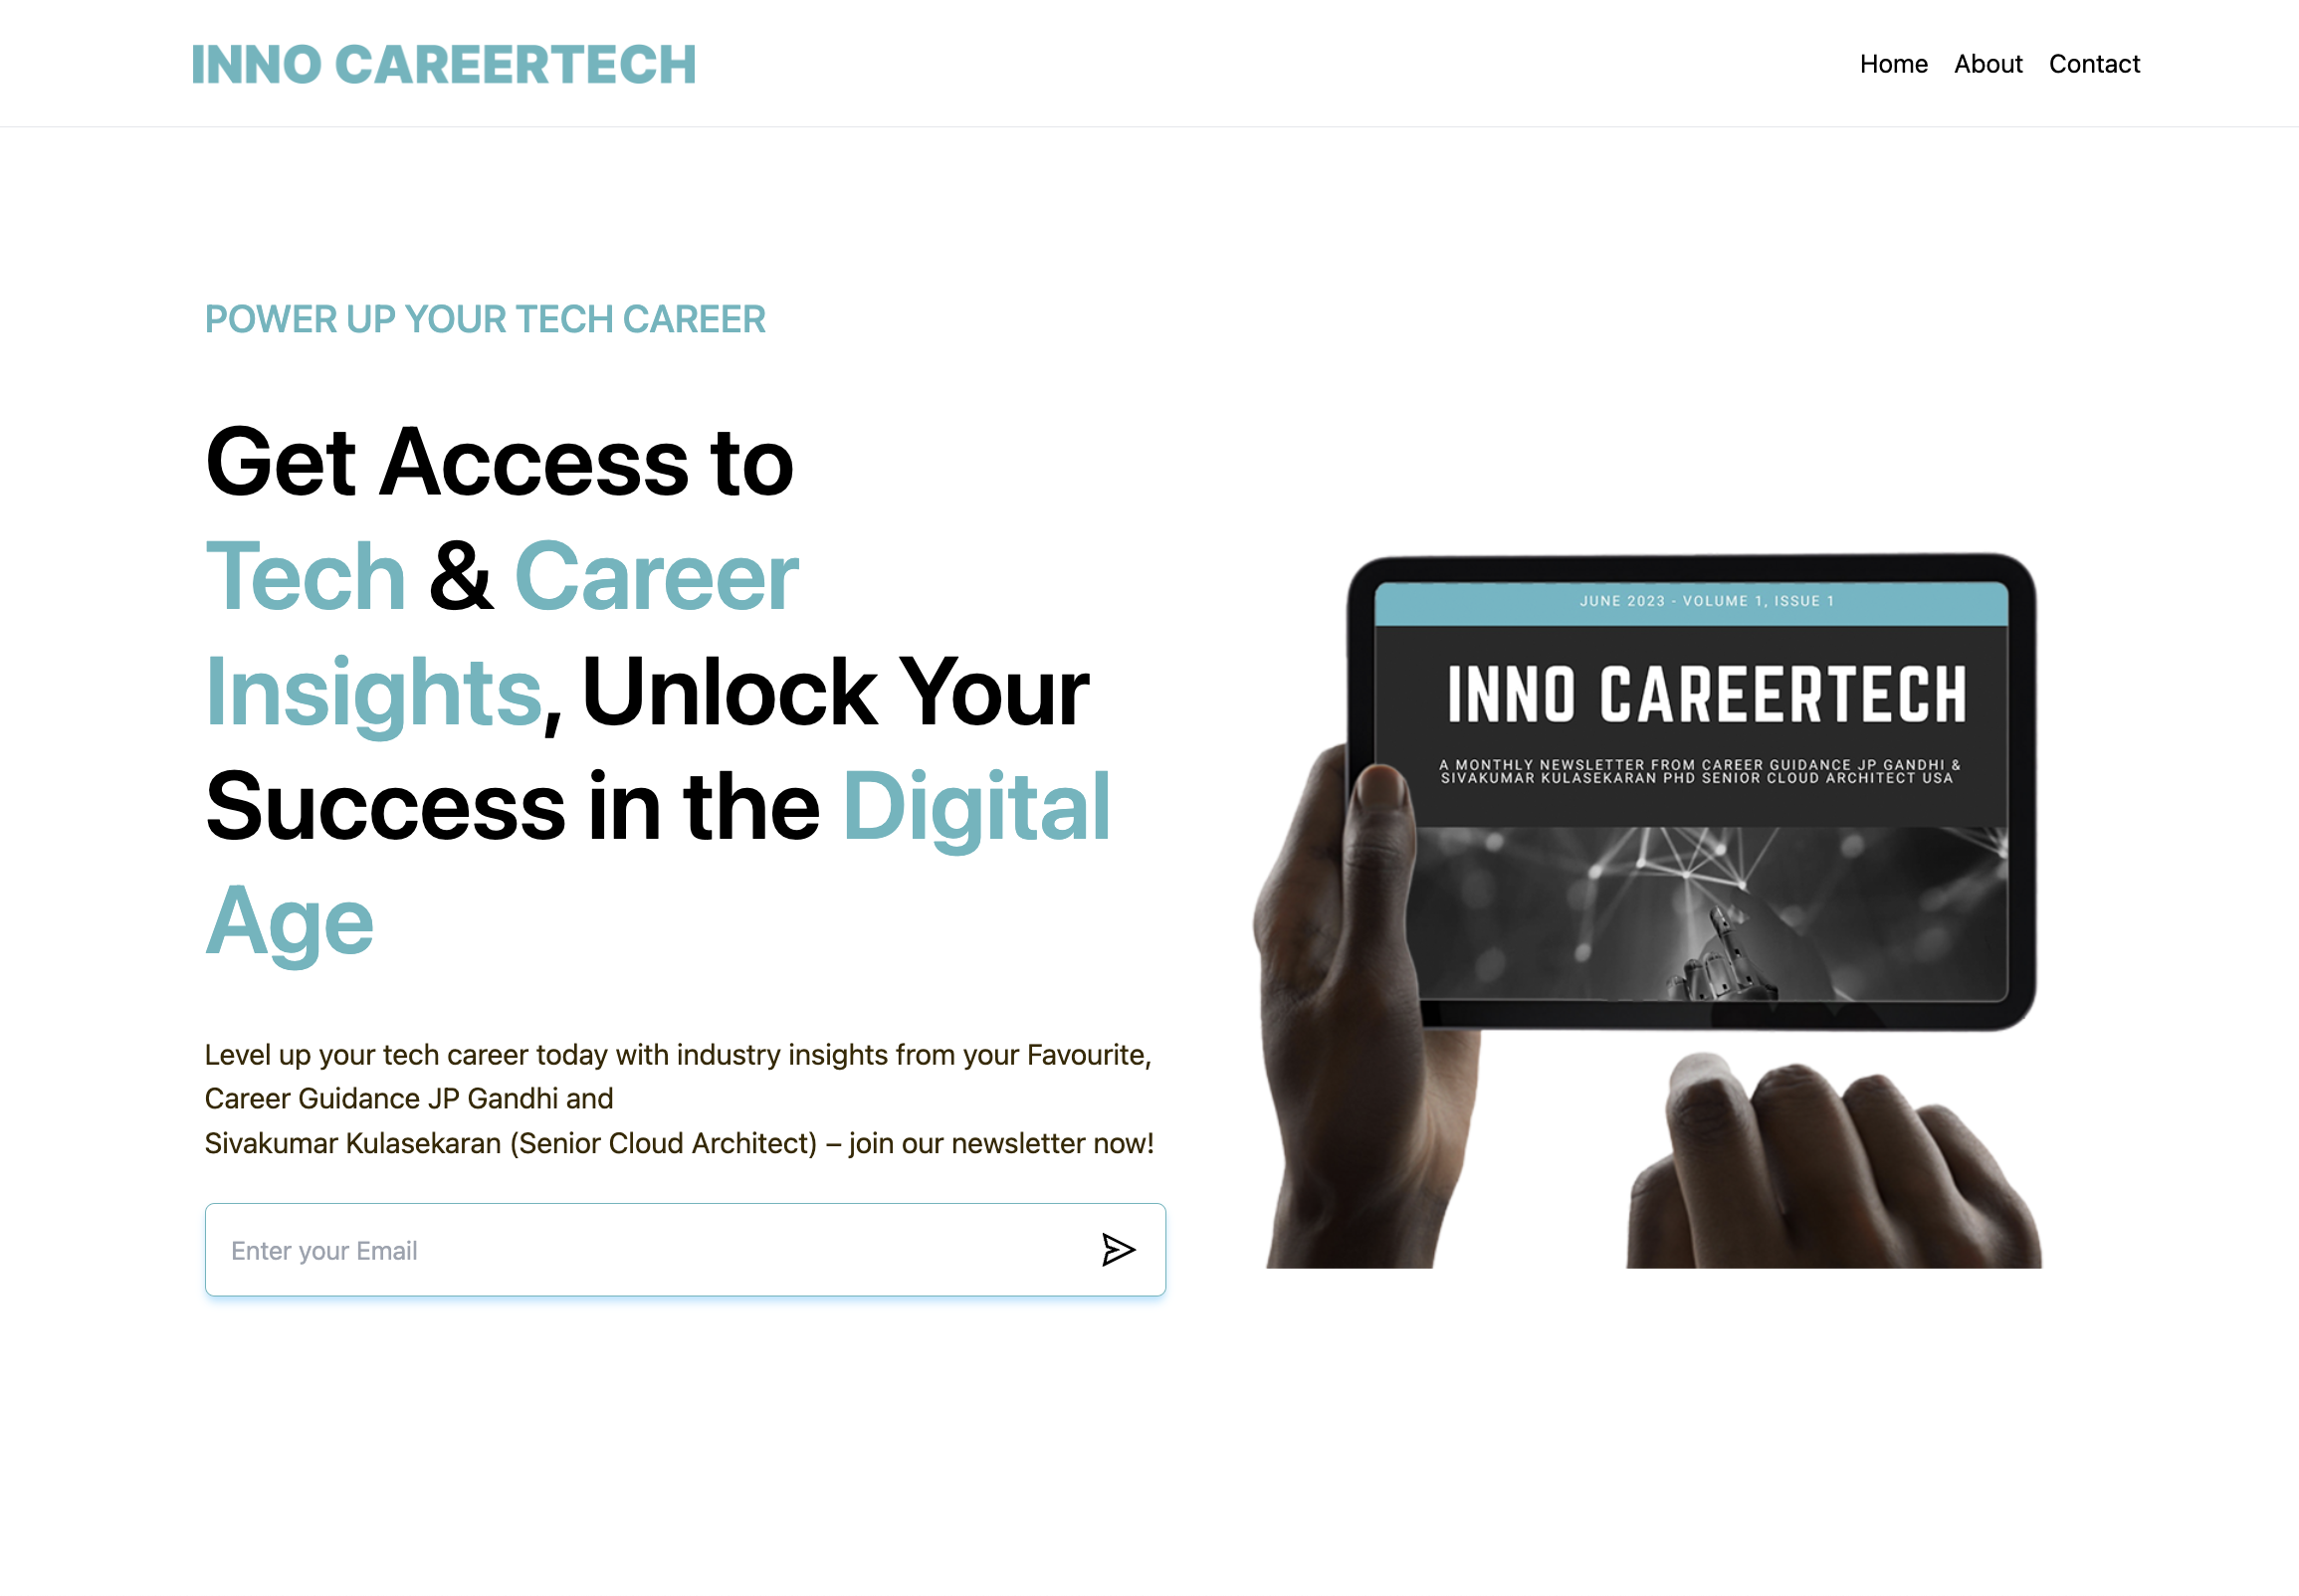 INNO CAREERTECH
Home About Contact
POWER UP YOUR TECH CAREER
Get Access to
Tech & Career
Insights, Unlock Your
Success in the Digital
Age
Level up your tech career today with industry insights from your Favourite,
Career Guidance JP Gandhi and
Sivakumar Kulasekaran (Senior Cloud Architect) – join our newsletter now!
Enter your Email
JUNE 2023 - VOLUME 1, ISSUE 1
INNO CAREERTECH
A MONTHLY NEWSLETTER FROM CAREER GUIDANCE JP GANDHI &
SIVAKUMAR KULASEKARAN PHD SENIOR CLOUD ARCHITECT USA